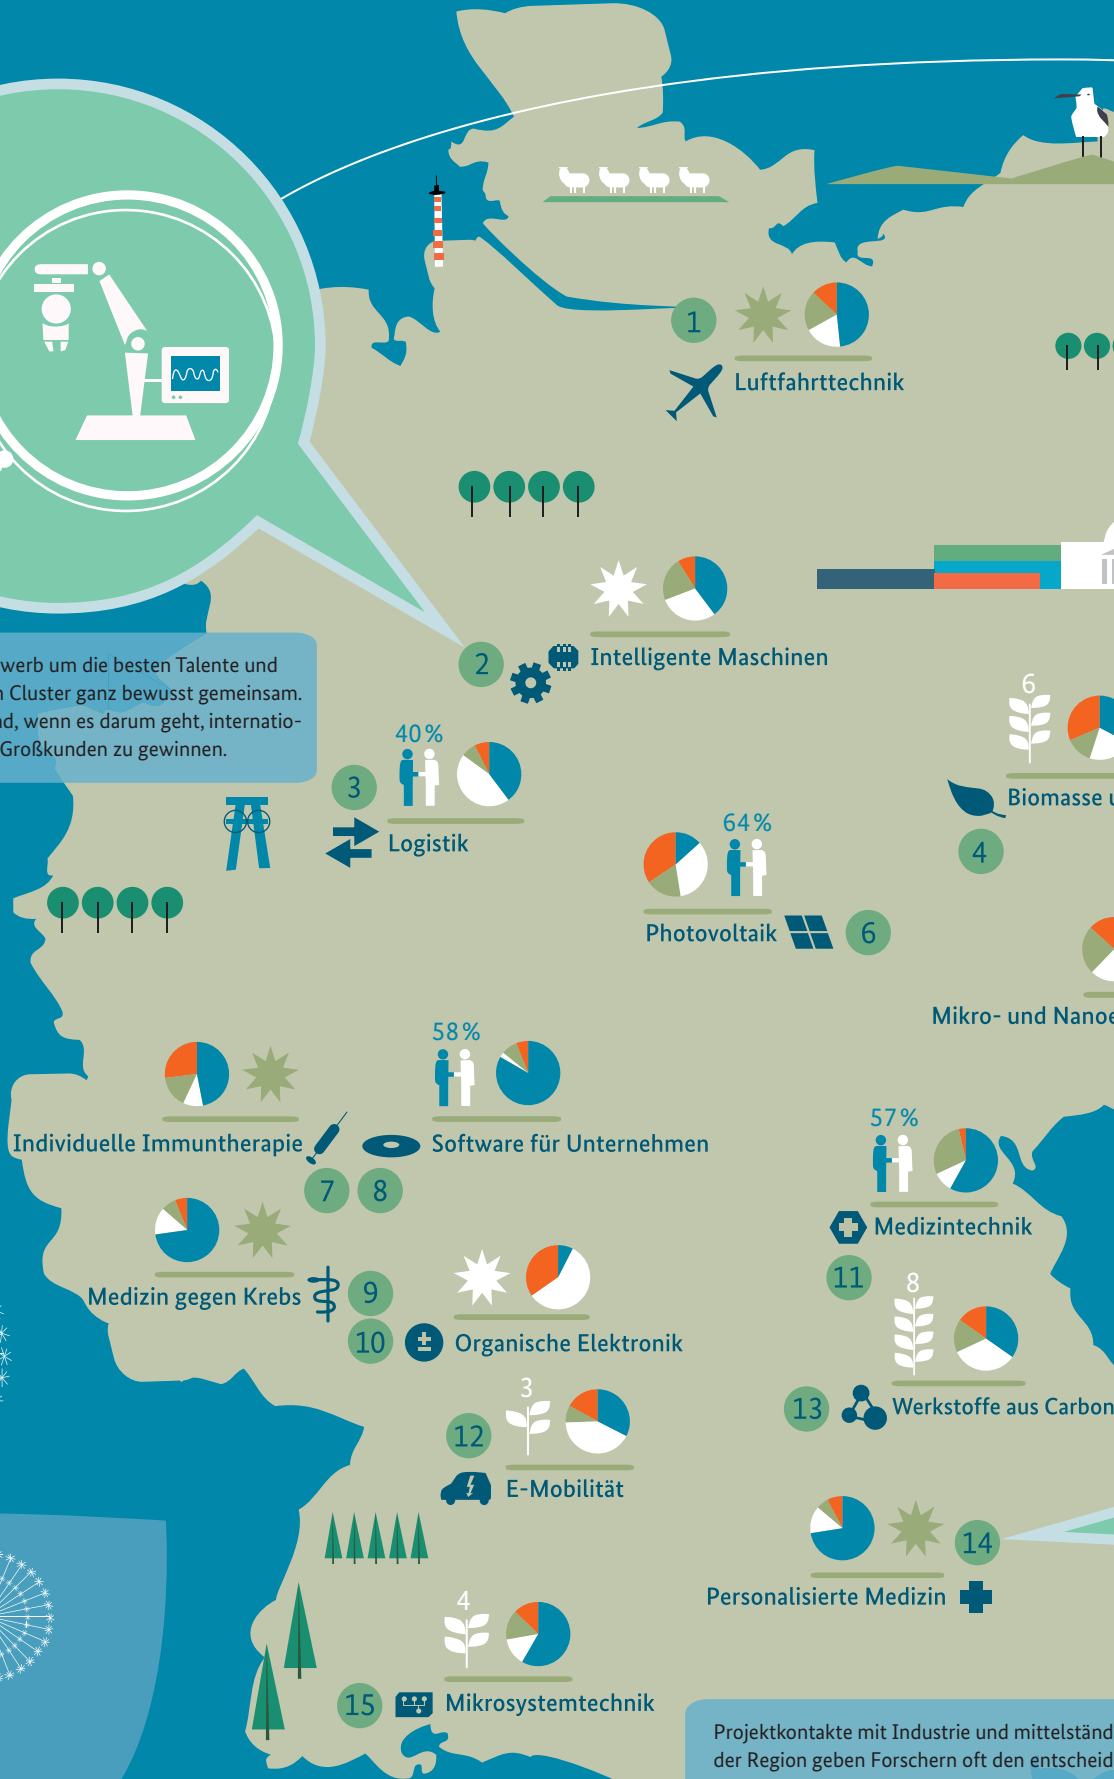 1
Luftfahrttechnik
2
Intelligente Maschinen
werb um die besten Talente und
Cluster ganz bewusst gemeinsam.
nd, wenn es darum geht, internatio-
Großkunden zu gewinnen.
40 %
3
Logistik
6
Biomasse u
4
64 %
Photovoltaik
6
Mikro- und Nanoe
58 %
Individuelle Immuntherapie
Software für Unternehmen
7
8
57 %
Medizintechnik
11
Medizin gegen Krebs
9
10
Organische Elektronik
8
13
Werkstoffe aus Carbon
3
12
E-Mobilität
14
Personalisierte Medizin
4
15
Mikrosystemtechnik
Projektkontakte mit Industrie und mittelständ
der Region geben Forschern oft den entscheid